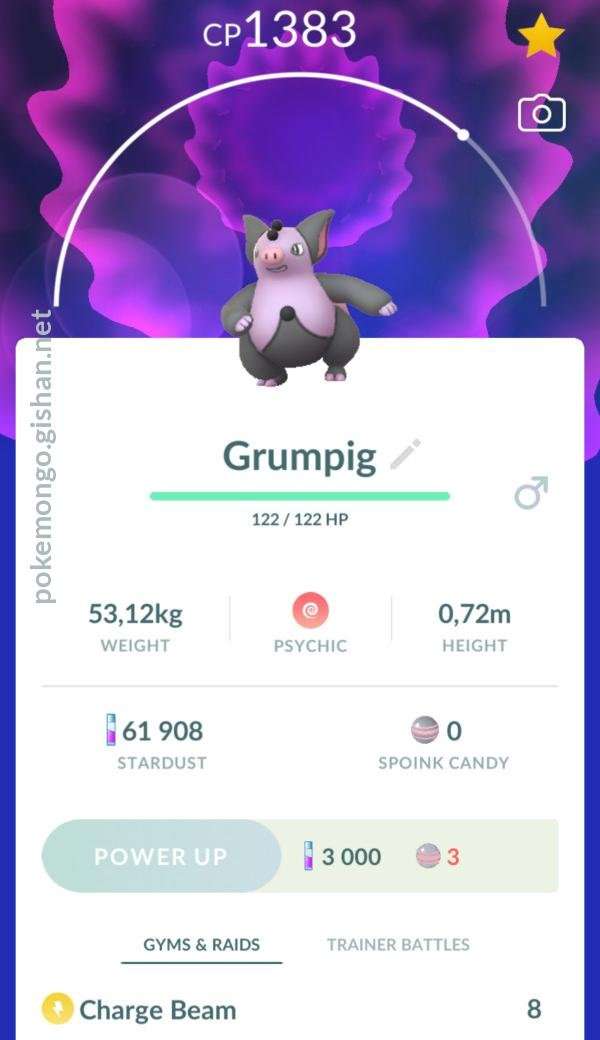 CP1383
pokemongo.gishan.net
Grumpig
122 / 122 HP
53,12kg
WEIGHT
PSYCHIC
0,72m
HEIGHT
61 908
STARDUST
0
SPOINK CANDY
POWER UP
3 000
3
GYMS & RAIDS
TRAINER BATTLES
Charge Beam
8